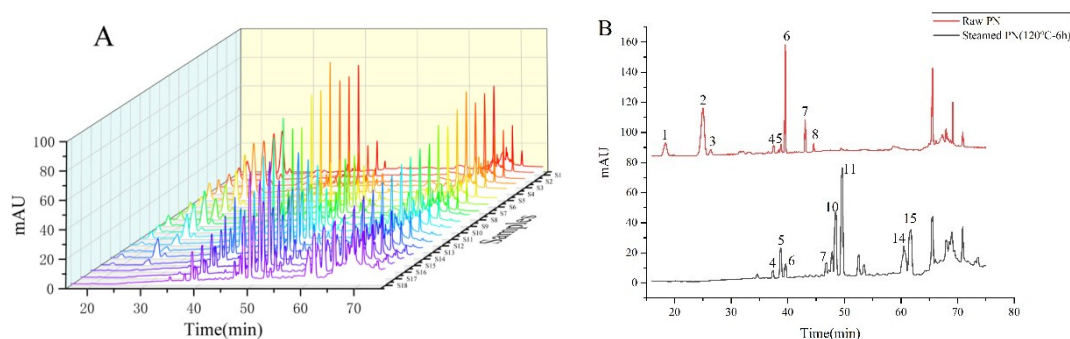 A
mAU
100
80
60
40
20
0
20
30
40
50
60
70
Time(min)
Samples
S1
S2
S3
S4
S5
S6
S7
S8
S9
S10
S11
S12
S13
S14
S15
S16
S17
S18
B
Raw PN
Steamed PN(120°C-6h)
mAU
160
140
120
100
80
60
40
20
0
1
2
3
45
6
7
8
4
5
6
7
10
11
14
15
20
30
40
50
60
70
80
Time(min)